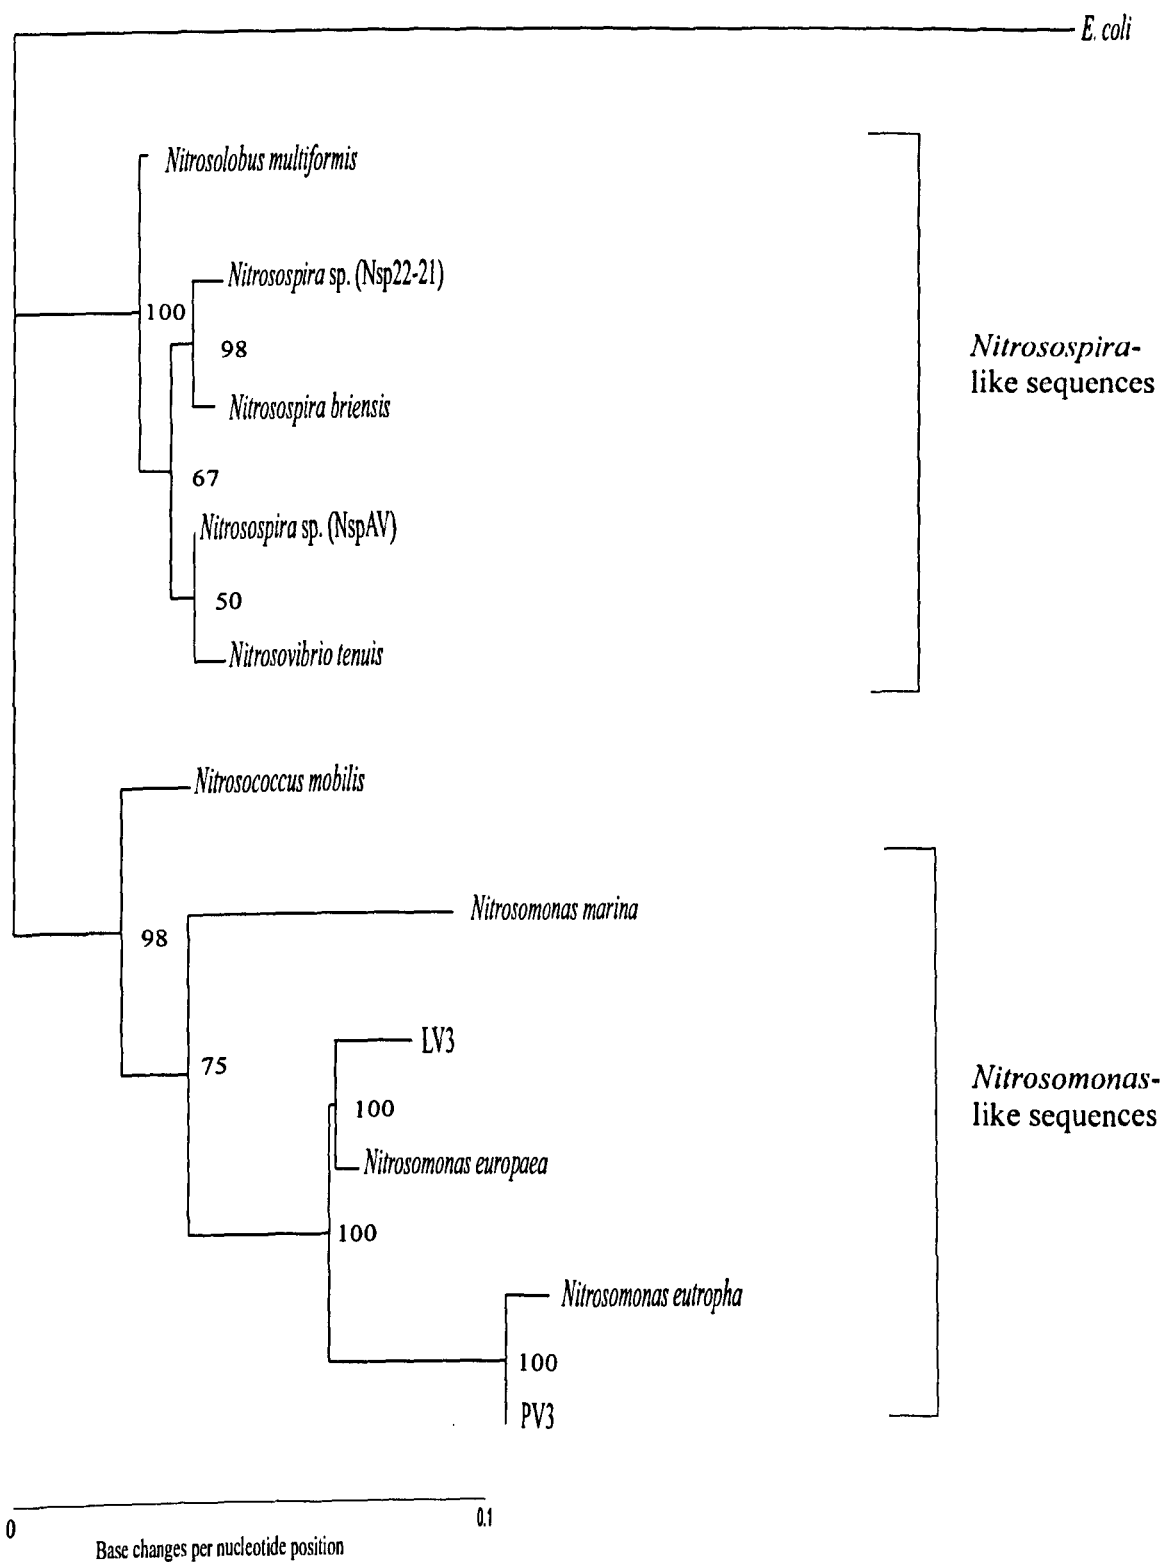 E. coli
Nitrosolobus multiformis
Nitrosospira sp. (Nsp22-21)
100
98
Nitrosospira-
like sequences
Nitrosospira briensis
67
Nitrosospira sp. (NspAV)
50
Nitrosovibrio tenuis
Nitrosococcus mobilis
Nitrosomonas marina
98
LV3
75
Nitrosomonas-
like sequences
100
Nitrosomonas europaea
100
Nitrosomonas eutropha
100
PV3
0
0.1
Base changes per nucleotide position